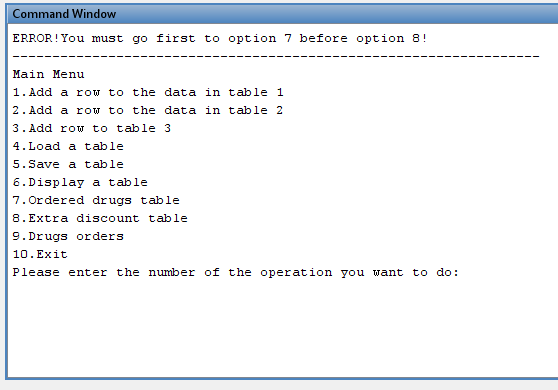 Command Window
ERROR!You must go first to option 7 before option 8!
------------------------------------------------------------------
Main Menu
1.Add a row to the data in table 1
2.Add a row to the data in table 2
3.Add row to table 3
4.Load a table
5.Save a table
6.Display a table
7.Ordered drugs table
8.Extra discount table
9.Drugs orders
10.Exit
Please enter the number of the operation you want to do: